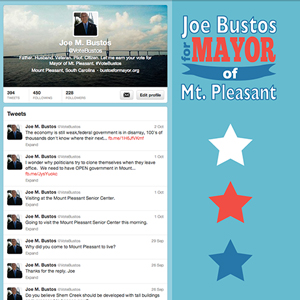 Joe M. Bustos
@VoteBustos
Father, Husband, Veteran, Pilot, Citizen. Let me earn your vote for
Mayor of Mt. Pleasant. #VoteBustos
Mount Pleasant, South Carolina · bustosformayor.org
394
TWEETS
450
FOLLOWING
226
FOLLOWERS
Edit profile
Tweets
Joe M. Bustos @VoteBustos 2 Oct
The economy is still weak,federal government is in disarray, 100's of
thousands don't know where their next...
Expand
Joe M. Bustos @VoteBustos 1 Oct
I wonder why politicians try to clone themselves when they leave
office. We need to have OPEN government in Mount...
Expand
Joe M. Bustos @VoteBustos 1 Oct
Visiting at the Mount Pleasant Senior Center.
Expand
Joe M. Bustos @VoteBustos 1 Oct
Going to visit the Mount Pleasant Senior Center this morning.
Expand
Joe M. Bustos @VoteBustos 29 Sep
Why did you come to Mount Pleasant to live?
Expand
Joe M. Bustos @VoteBustos 29 Sep
Thanks for the reply. Joe
Expand
Joe M. Bustos @VoteBustos 29 Sep
Do you believe Shem Creek should be developed with tall buildings
Joe Bustos
for MAYOR
of
Mt. Pleasant